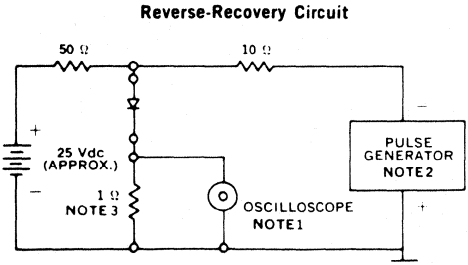 Reverse-Recovery Circuit
50 Ω
10 Ω
+
25 Vdc
(APPROX.)
−
1 Ω
NOTE 3
OSCILLOSCOPE
NOTE 1
−
PULSE
GENERATOR
NOTE 2
+